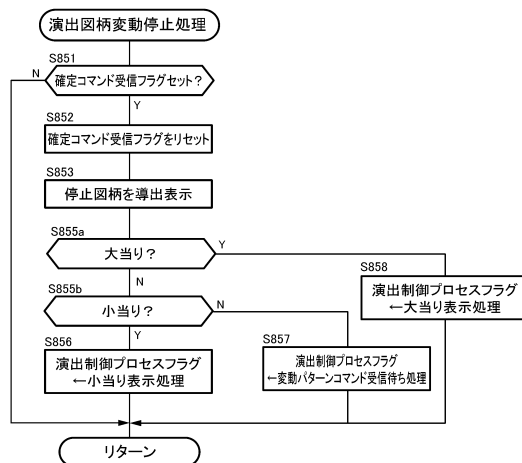 演出図柄変動停止処理
S851
N
確定コマンド受信フラグセット?
Y
S852
確定コマンド受信フラグをリセット
S853
停止図柄を導出表示
S855a
大当り?
Y
N
S858
演出制御プロセスフラグ
←大当り表示処理
S855b
小当り?
N
Y
S856
演出制御プロセスフラグ
←小当り表示処理
S857
演出制御プロセスフラグ
←変動パターンコマンド受信待ち処理
リターン